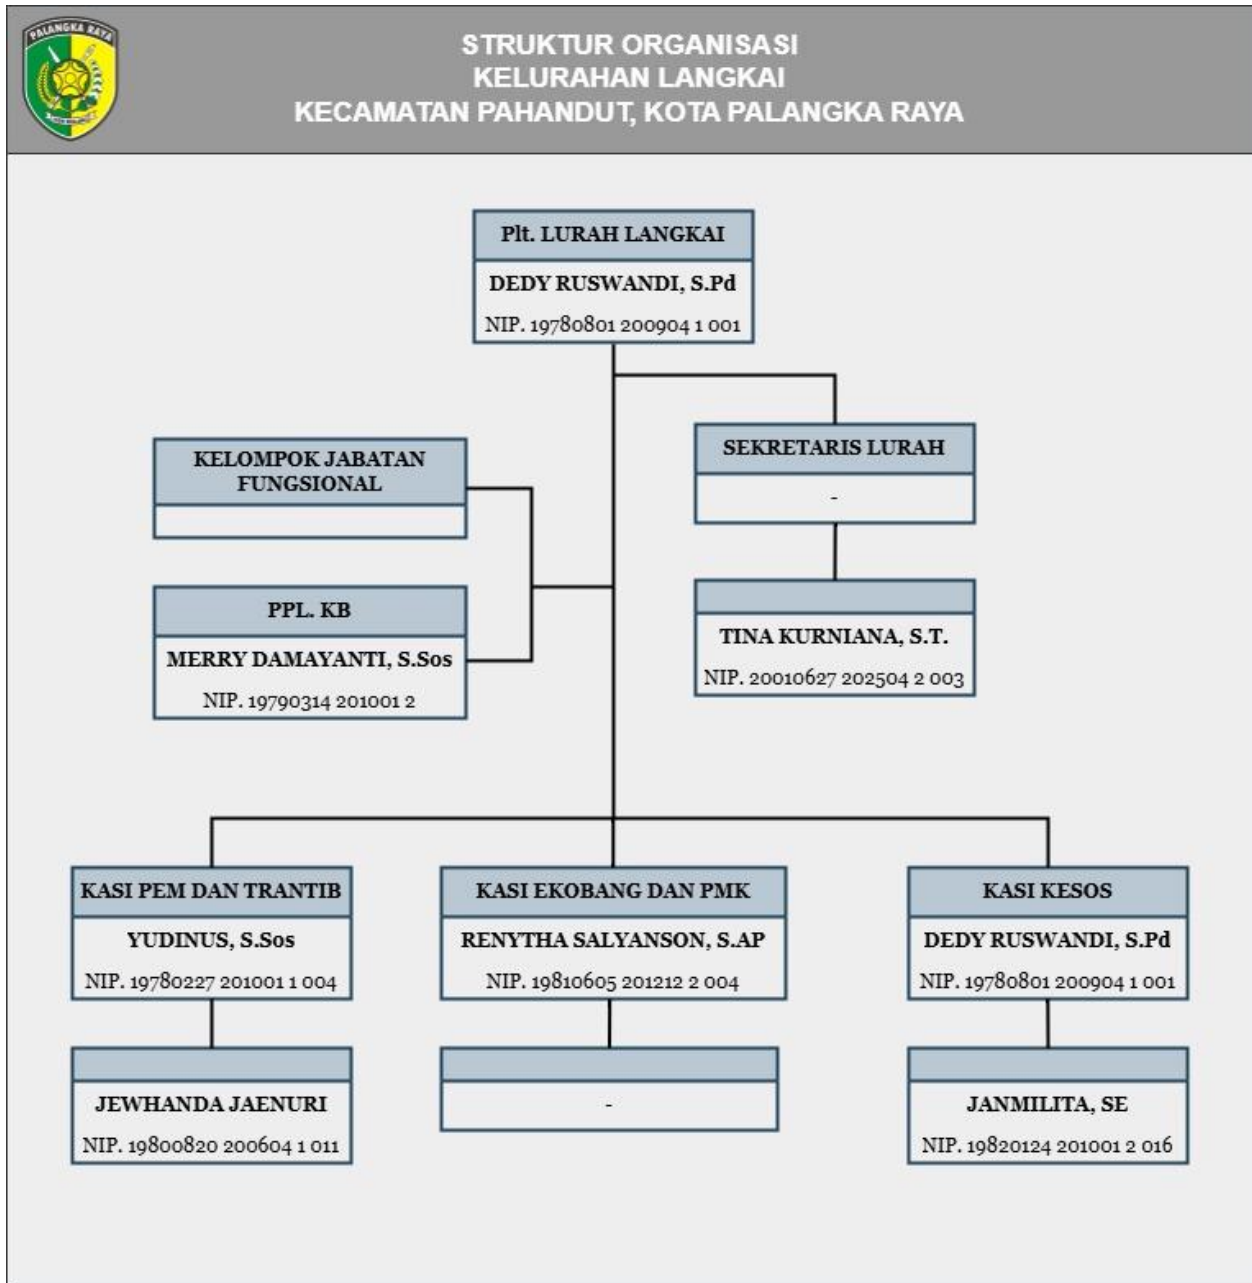 PALANGKA RAYA
STRUKTUR ORGANISASI
KELURAHAN LANGKAI
KECAMATAN PAHANDUT, KOTA PALANGKA RAYA
Plt. LURAH LANGKAI
DEDY RUSWANDI, S.Pd
NIP. 19780801 200904 1 001
KELOMPOK JABATAN
FUNGSIONAL
SEKRETARIS LURAH
-
PPL. KB
MERRY DAMAYANTI, S.Sos
NIP. 19790314 201001 2
TINA KURNIANA, S.T.
NIP. 20010627 202504 2 003
KASI PEM DAN TRANTIB
YUDINUS, S.Sos
NIP. 19780227 201001 1 004
KASI EKOBANG DAN PMK
RENYTHA SALYANSON, S.AP
NIP. 19810605 201212 2 004
KASI KESOS
DEDY RUSWANDI, S.Pd
NIP. 19780801 200904 1 001
JEWHANDA JAENURI
NIP. 19800820 200604 1 011
-
JANMILITA, SE
NIP. 19820124 201001 2 016